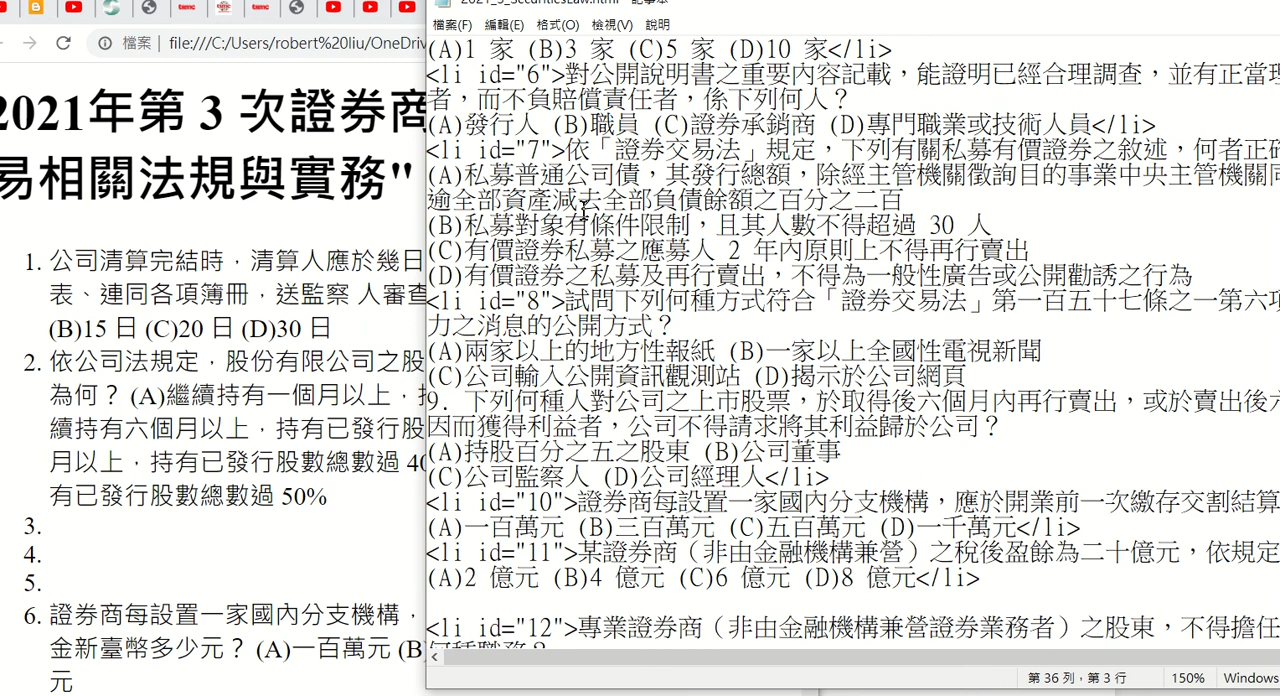 檔案 | file:///C:/Users/robert%20liu/OneDriv
2021年第 3 次證券商
易相關法規與實務"
1. 公司清算完結時，清算人應於幾日
表、連同各項簿冊，送監察 人審查
(B)15 日 (C)20 日 (D)30 日
2. 依公司法規定，股份有限公司之股
為何？ (A)繼續持有一個月以上，持
續持有六個月以上，持有已發行股
月以上，持有已發行股數總數過 40
有已發行股數總數過 50%
3.
4.
5.
6. 證券商每設置一家國內分支機構，
金新臺幣多少元？ (A)一百萬元 (B)
元
檔案(F) 編輯(E) 格式(O) 檢視(V) 說明
(A)1 家 (B)3 家 (C)5 家 (D)10 家</li>
<li id="6">對公開說明書之重要內容記載，能證明已經合理調查，並有正當理
者，而不負賠償責任者，係下列何人？
(A)發行人 (B)職員 (C)證券承銷商 (D)專門職業或技術人員</li>
<li id="7">依「證券交易法」規定，下列有關私募有價證券之敘述，何者正確
(A)私募普通公司債，其發行總額，除經主管機關徵詢目的事業中央主管機關同
逾全部資產減去全部負債餘額之百分之二百
(B)私募對象有條件限制，且其人數不得超過 30 人
(C)有價證券私募之應募人 2 年內原則上不得再行賣出
(D)有價證券之私募及再行賣出，不得為一般性廣告或公開勸誘之行為
<li id="8">試問下列何種方式符合「證券交易法」第一百五十七條之一第六項
力之消息的公開方式？
(A)兩家以上的地方性報紙 (B)一家以上全國性電視新聞
(C)公司輸入公開資訊觀測站 (D)揭示於公司網頁
9. 下列何種人對公司之上市股票，於取得後六個月內再行賣出，或於賣出後六
因而獲得利益者，公司不得請求將其利益歸於公司？
(A)持股百分之五之股東 (B)公司董事
(C)公司監察人 (D)公司經理人</li>
<li id="10">證券商每設置一家國內分支機構，應於開業前一次繳存交割結算
(A)一百萬元 (B)三百萬元 (C)五百萬元 (D)一千萬元</li>
<li id="11">某證券商（非由金融機構兼營）之稅後盈餘為二十億元，依規定
(A)2 億元 (B)4 億元 (C)6 億元 (D)8 億元</li>
<li id="12">專業證券商（非由金融機構兼營證券業務者）之股東，不得擔任
第 36 列，第 3 行 150% Windows